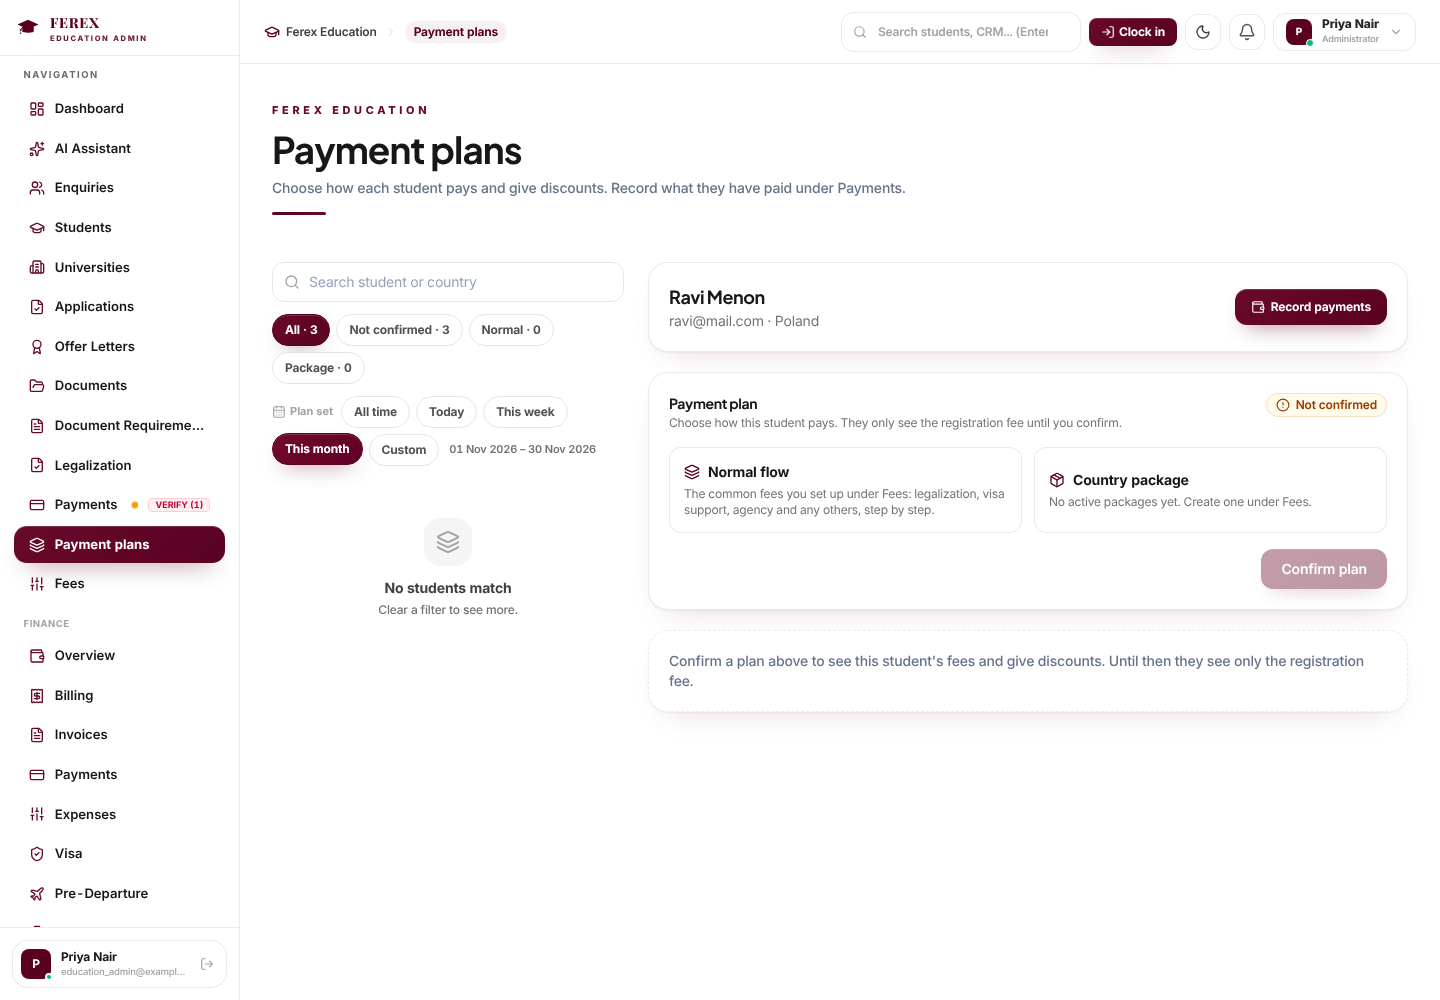 FEREX
EDUCATION ADMIN
NAVIGATION
Dashboard
AI Assistant
Enquiries
Students
Universities
Applications
Offer Letters
Documents
Document Requireme...
Legalization
Payments
VERIFY (1)
Payment plans
Fees
FINANCE
Overview
Billing
Invoices
Payments
Expenses
Visa
Pre-Departure
P
Priya Nair
education_admin@exampl...
Ferex Education
Payment plans
Search students, CRM... (Enter
Clock in
P
Priya Nair
Administrator
FEREX EDUCATION
Payment plans
Choose how each student pays and give discounts. Record what they have paid under Payments.
Search student or country
All · 3
Not confirmed · 3
Normal · 0
Package · 0
Plan set
All time
Today
This week
This month
Custom
01 Nov 2026 – 30 Nov 2026
No students match
Clear a filter to see more.
Ravi Menon
ravi@mail.com · Poland
Record payments
Payment plan
Choose how this student pays. They only see the registration fee until you confirm.
Not confirmed
Normal flow
The common fees you set up under Fees: legalization, visa
support, agency and any others, step by step.
Country package
No active packages yet. Create one under Fees.
Confirm plan
Confirm a plan above to see this student's fees and give discounts. Until then they see only the registration
fee.